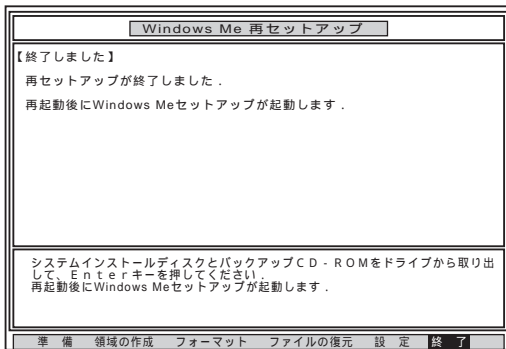 Windows Me 再セットアップ
【終了しました】
再セットアップが終了しました．
再起動後にWindows Meセットアップが起動します．
システムインストールディスクとバックアップＣＤ‐ＲＯＭをドライブから取り出
して、Ｅｎｔｅｒキーを押してください．
再起動後にWindows Meセットアップが起動します．
準　備　領域の作成　フォーマット　ファイルの復元　設　定　終　了